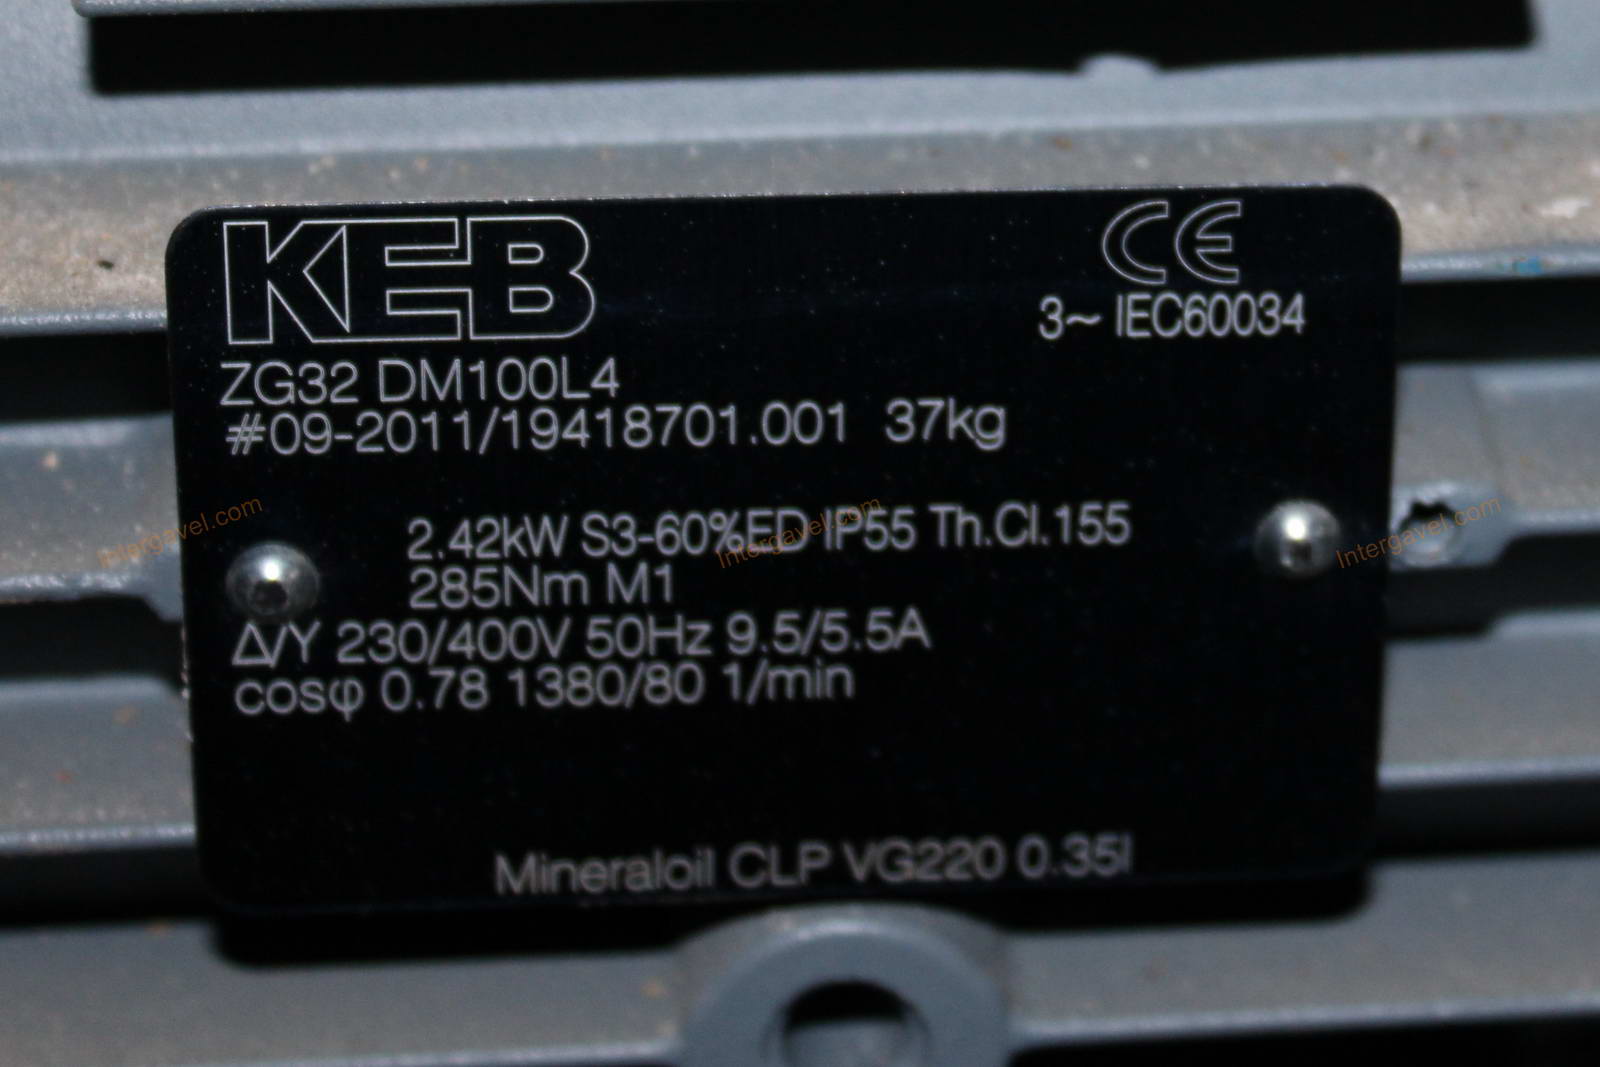 KEB
CE
3~ IEC60034
ZG32 DM100L4
#09-2011/19418701.001 37kg
2.42kW S3-60%ED IP55 Th.Cl.155
285Nm M1
Δ/Y 230/400V 50Hz 9.5/5.5A
cosφ 0.78 1380/80 1/min
Mineraloil CLP VG220 0.35l
Intergavel.com
Intergavel.com
Intergavel.com